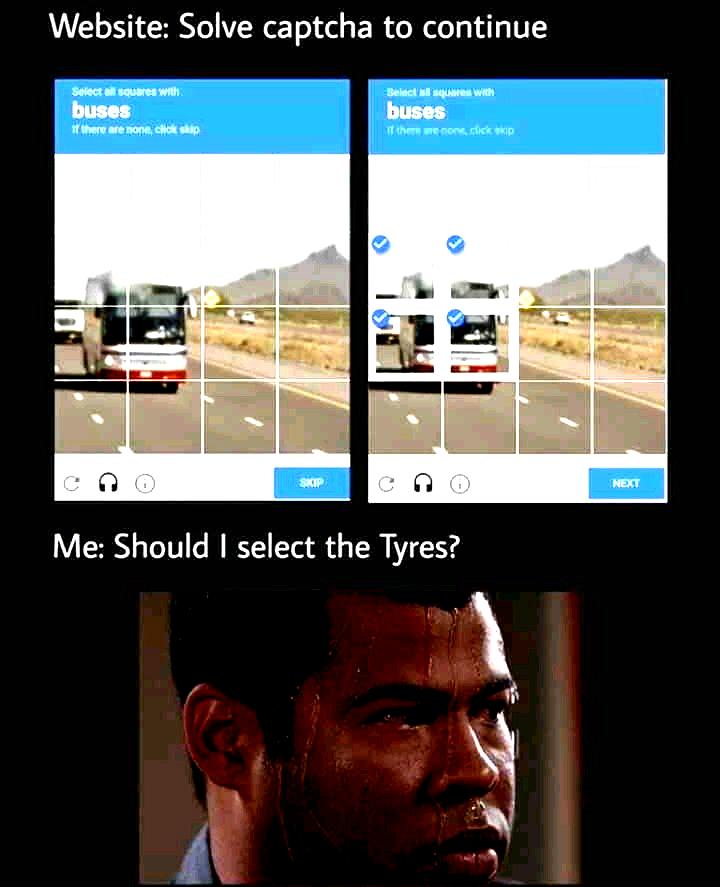 Website: Solve captcha to continue
Select all squares with
buses
If there are none, click skip
Select all squares with
buses
If there are none, click skip
SKIP
NEXT
Me: Should I select the Tyres?